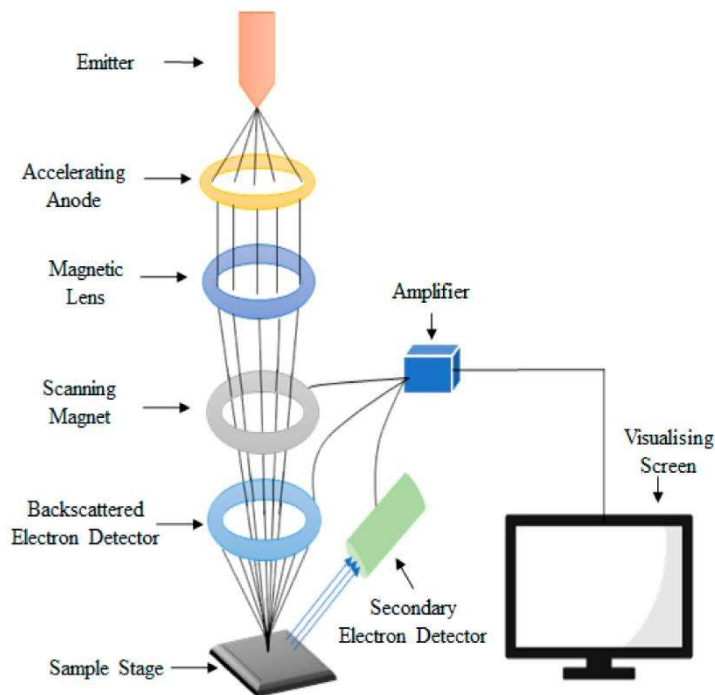 Emitter
Accelerating
Anode
Magnetic
Lens
Amplifier
Scanning
Magnet
Visualising
Screen
Backscattered
Electron Detector
Secondary
Electron Detector
Sample Stage